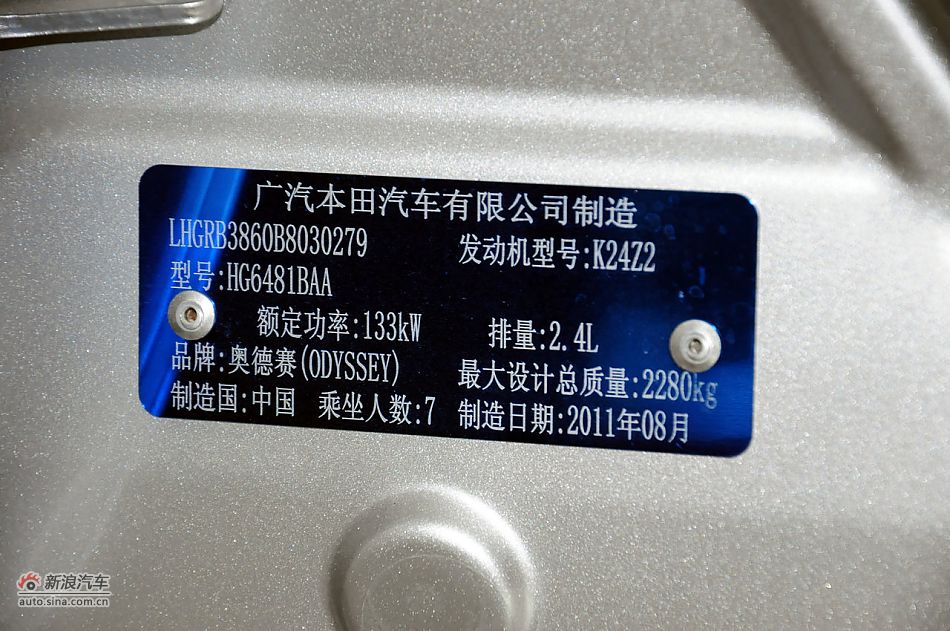 广汽本田汽车有限公司制造
LHGRB3860B8030279 发动机型号:K24Z2
型号:HG6481BAA
额定功率:133kW 排量:2.4L
品牌:奥德赛(ODYSSEY) 最大设计总质量:2280kg
制造国:中国 乘坐人数:7 制造日期:2011年08月
新浪汽车
auto.sina.com.cn